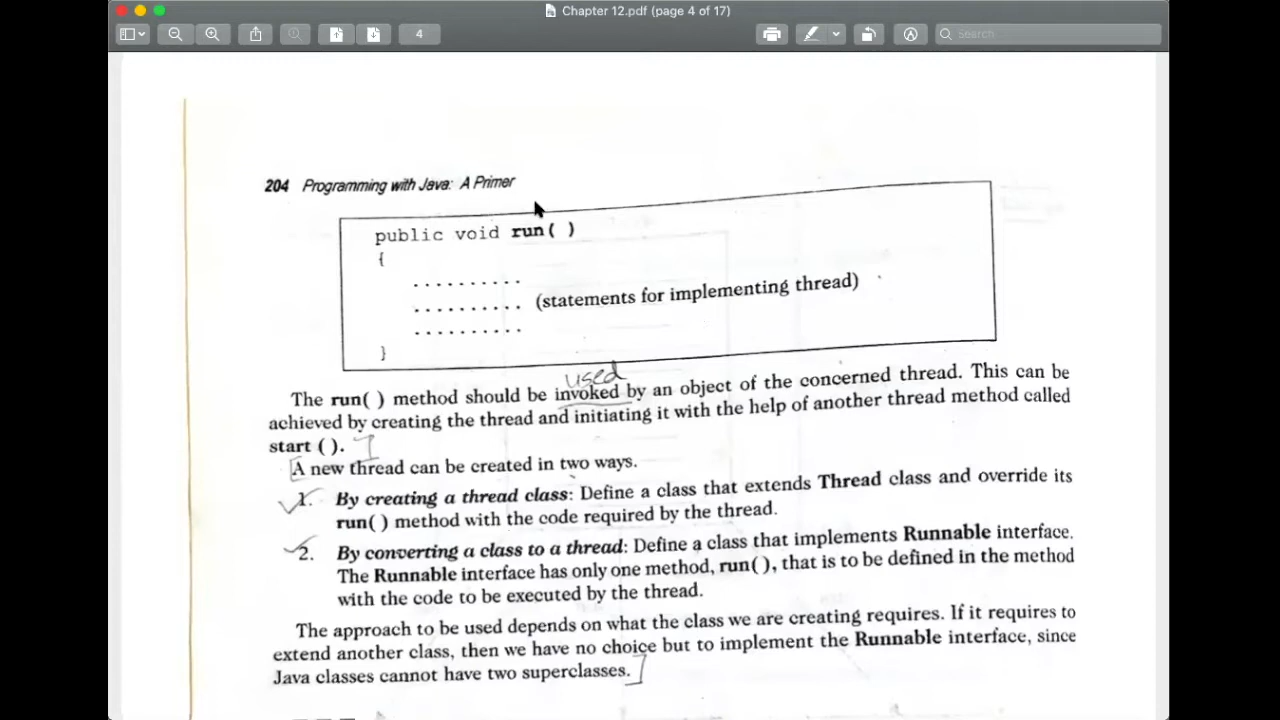 Chapter 12.pdf (page 4 of 17)
4
Search
204 Programming with Java: A Primer
public void run( )
{
. . . . . . . . . .
. . . . . . . . . . (statements for implementing thread)
. . . . . . . . . .
}
used
The run( ) method should be invoked by an object of the concerned thread. This can be
achieved by creating the thread and initiating it with the help of another thread method called
start ( ).
A new thread can be created in two ways.
1. By creating a thread class: Define a class that extends Thread class and override its
run( ) method with the code required by the thread.
2. By converting a class to a thread: Define a class that implements Runnable interface.
The Runnable interface has only one method, run( ), that is to be defined in the method
with the code to be executed by the thread.
The approach to be used depends on what the class we are creating requires. If it requires to
extend another class, then we have no choice but to implement the Runnable interface, since
Java classes cannot have two superclasses.